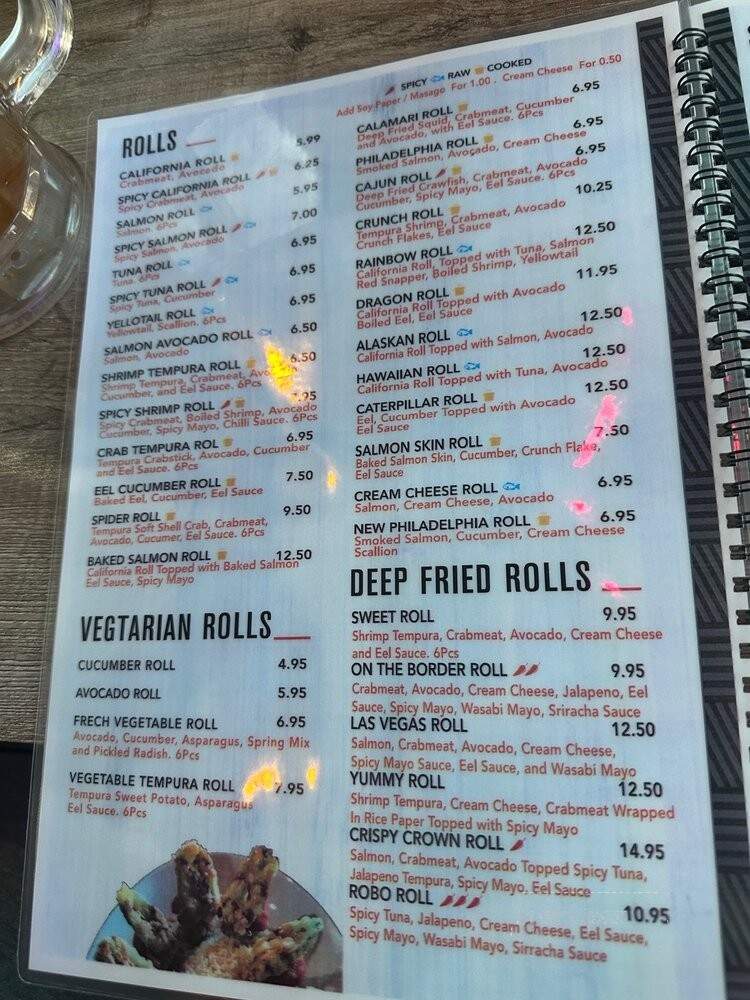 ROLLS
CALIFORNIA ROLL 5.99
Crabmeat, Avocado
SPICY CALIFORNIA ROLL 6.25
Spicy Crabmeat, Avocado
SALMON ROLL 5.95
Salmon. 6Pcs
SPICY SALMON ROLL 7.00
Spicy Salmon, Avocado
TUNA ROLL 6.95
Tuna. 6Pcs
SPICY TUNA ROLL 6.95
Spicy Tuna, Cucumber
YELLOTAIL ROLL 6.95
Yellowtail, Scallion. 6Pcs
SALMON AVOCADO ROLL 6.50
Salmon, Avocado
SHRIMP TEMPURA ROLL 6.50
Shrimp Tempura, Crabmeat,
Cucumber, and Eel Sauce. 6Pcs
SPICY SHRIMP ROLL 7.95
Spicy Crabmeat, Boiled Shrimp, Avocado
Cucumber, Spicy Mayo, Chilli Sauce. 6Pcs
CRAB TEMPURA ROL 6.95
Tempura Crabstick, Avocado, Cucumber
and Eel Sauce. 6Pcs
EEL CUCUMBER ROLL 7.50
Baked Eel, Cucumber, Eel Sauce
SPIDER ROLL 9.50
Tempura Soft Shell Crab, Crabmeat,
Avocado, Cucumer, Eel Sauce. 6Pcs
BAKED SALMON ROLL 12.50
California Roll Topped with Baked Salmon
Eel Sauce, Spicy Mayo
VEGTARIAN ROLLS
CUCUMBER ROLL 4.95
AVOCADO ROLL 5.95
FRECH VEGETABLE ROLL 6.95
Avocado, Cucumber, Asparagus, Spring Mix
and Pickled Radish. 6Pcs
VEGETABLE TEMPURA ROLL 7.95
Tempura Sweet Potato, Asparagus
Eel Sauce. 6Pcs
SPICY RAW COOKED
Add Soy Paper / Masago For 1.00 . Cream Cheese For 0.50
CALAMARI ROLL 6.95
Deep Fried Squid, Crabmeat, Cucumber
and Avocado, with Eel Sauce. 6Pcs
PHILADELPHIA ROLL 6.95
Smoked Salmon, Avocado, Cream Cheese
CAJUN ROLL 6.95
Deep Fried Crawfish, Crabmeat, Avocado
Cucumber, Spicy Mayo, Eel Sauce. 6Pcs
CRUNCH ROLL 10.25
Tempura Shrimp, Crabmeat, Avocado
Crunch Flakes, Eel Sauce
RAINBOW ROLL 12.50
California Roll, Topped with Tuna, Salmon
Red Snapper, Boiled Shrimp, Yellowtail
DRAGON ROLL 11.95
California Roll Topped with Avocado
Boiled Eel, Eel Sauce
ALASKAN ROLL 12.50
California Roll Topped with Salmon, Avocado
HAWAIIAN ROLL 12.50
California Roll Topped with Tuna, Avocado
CATERPILLAR ROLL 12.50
Eel, Cucumber Topped with Avocado
Eel Sauce
SALMON SKIN ROLL 7.50
Baked Salmon Skin, Cucumber, Crunch Flake,
Eel Sauce
CREAM CHEESE ROLL 6.95
Salmon, Cream Cheese, Avocado
NEW PHILADELPHIA ROLL 6.95
Smoked Salmon, Cucumber, Cream Cheese
Scallion
DEEP FRIED ROLLS
SWEET ROLL 9.95
Shrimp Tempura, Crabmeat, Avocado, Cream Cheese
and Eel Sauce. 6Pcs
ON THE BORDER ROLL 9.95
Crabmeat, Avocado, Cream Cheese, Jalapeno, Eel
Sauce, Spicy Mayo, Wasabi Mayo, Sriracha Sauce
LAS VEGAS ROLL 12.50
Salmon, Crabmeat, Avocado, Cream Cheese,
Spicy Mayo Sauce, Eel Sauce, and Wasabi Mayo
YUMMY ROLL 12.50
Shrimp Tempura, Cream Cheese, Crabmeat Wrapped
In Rice Paper Topped with Spicy Mayo
CRISPY CROWN ROLL 14.95
Salmon, Crabmeat, Avocado Topped Spicy Tuna,
Jalapeno Tempura, Spicy Mayo, Eel Sauce
ROBO ROLL 10.95
Spicy Tuna, Jalapeno, Cream Cheese, Eel Sauce,
Spicy Mayo, Wasabi Mayo, Sirracha Sauce